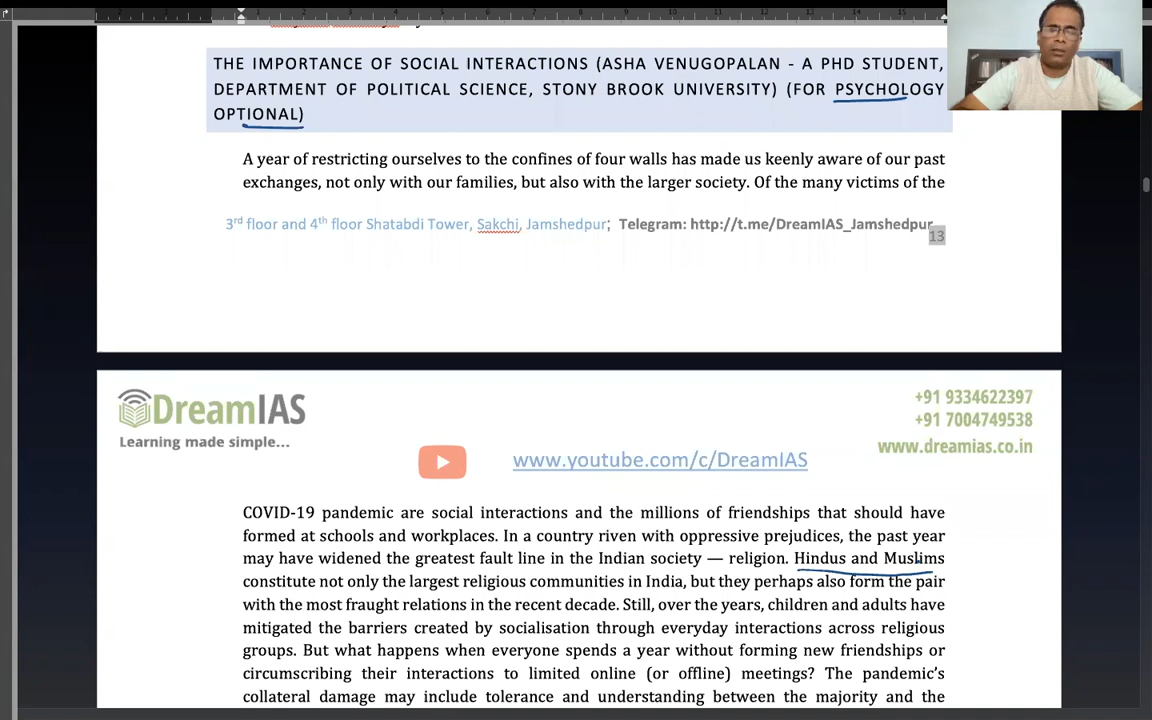 THE IMPORTANCE OF SOCIAL INTERACTIONS (ASHA VENUGOPALAN - A PHD STUDENT,
DEPARTMENT OF POLITICAL SCIENCE, STONY BROOK UNIVERSITY) (FOR PSYCHOLOGY
OPTIONAL)
A year of restricting ourselves to the confines of four walls has made us keenly aware of our past
exchanges, not only with our families, but also with the larger society. Of the many victims of the
3rd floor and 4th floor Shatabdi Tower, Sakchi, Jamshedpur; Telegram: http://t.me/DreamIAS_Jamshedpur
13
DreamIAS
Learning made simple...
+91 9334622397
+91 7004749538
www.dreamias.co.in
www.youtube.com/c/DreamIAS
COVID-19 pandemic are social interactions and the millions of friendships that should have
formed at schools and workplaces. In a country riven with oppressive prejudices, the past year
may have widened the greatest fault line in the Indian society — religion. Hindus and Muslims
constitute not only the largest religious communities in India, but they perhaps also form the pair
with the most fraught relations in the recent decade. Still, over the years, children and adults have
mitigated the barriers created by socialisation through everyday interactions across religious
groups. But what happens when everyone spends a year without forming new friendships or
circumscribing their interactions to limited online (or offline) meetings? The pandemic's
collateral damage may include tolerance and understanding between the majority and the